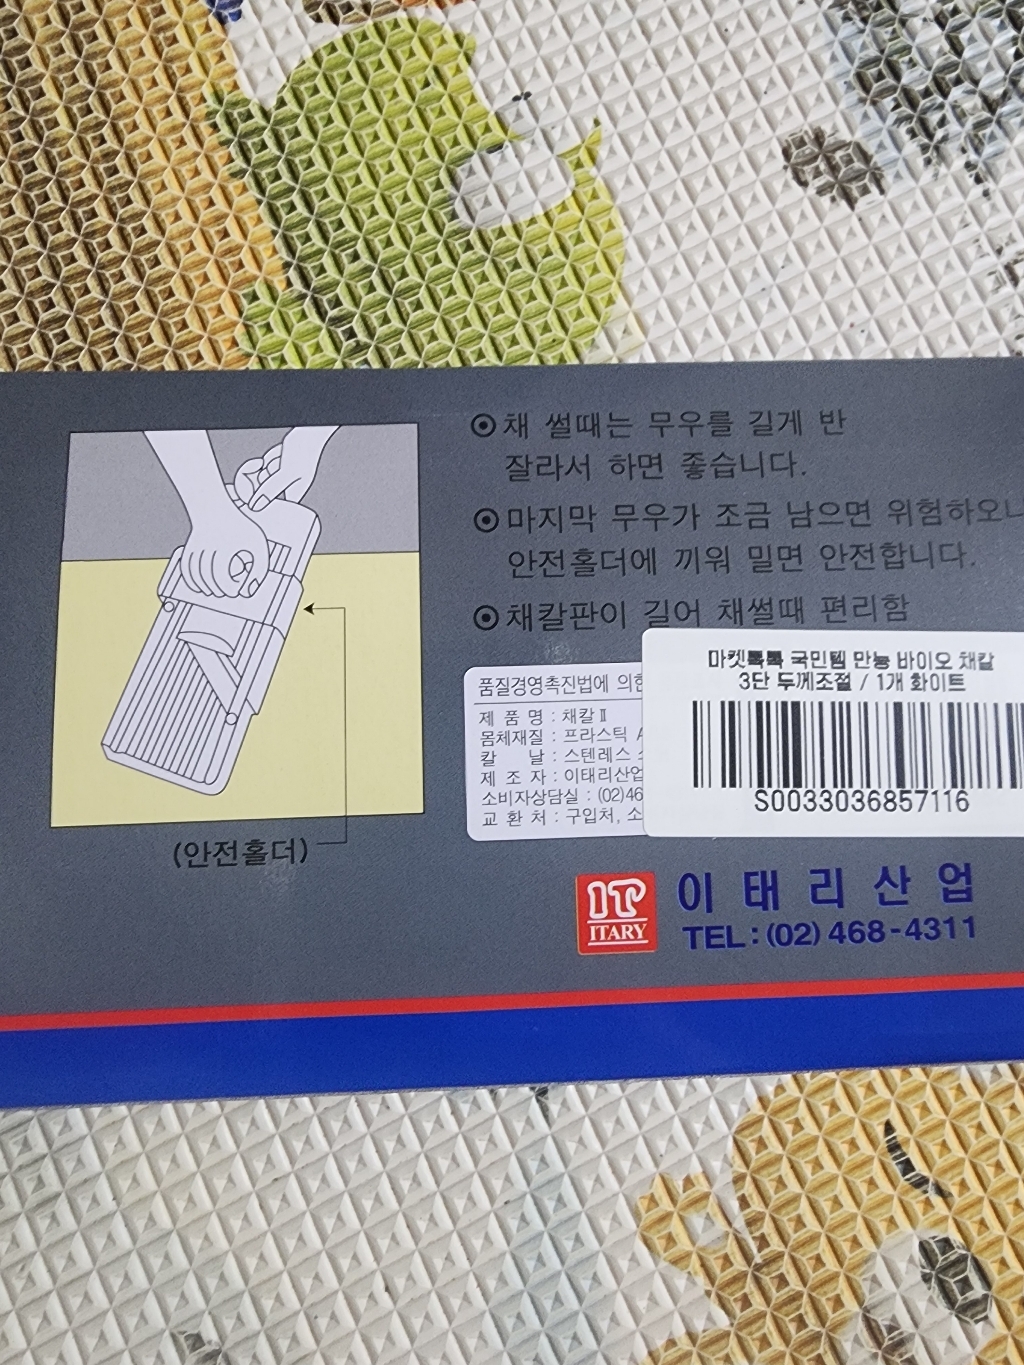 ◉ 채 썰때는 무우를 길게 반
잘라서 하면 좋습니다.
◉ 마지막 무우가 조금 남으면 위험하오니
안전홀더에 끼워 밀면 안전합니다.
◉ 채칼판이 길어 채썰때 편리함
(안전홀더)
품질경영촉진법에 의한
제 품 명 : 채칼 Ⅱ
몸체재질 : 프라스틱
칼 날 : 스텐레스
제 조 자 : 이태리산업
소비자상담실 : (02)46
교 환 처 : 구입처,
마켓톡톡 국민템 만능 바이오 채칼
3단 두께조절 / 1개 화이트
S0033036857116
IT
ITARY
이 태 리 산 업
TEL : (02) 468-4311